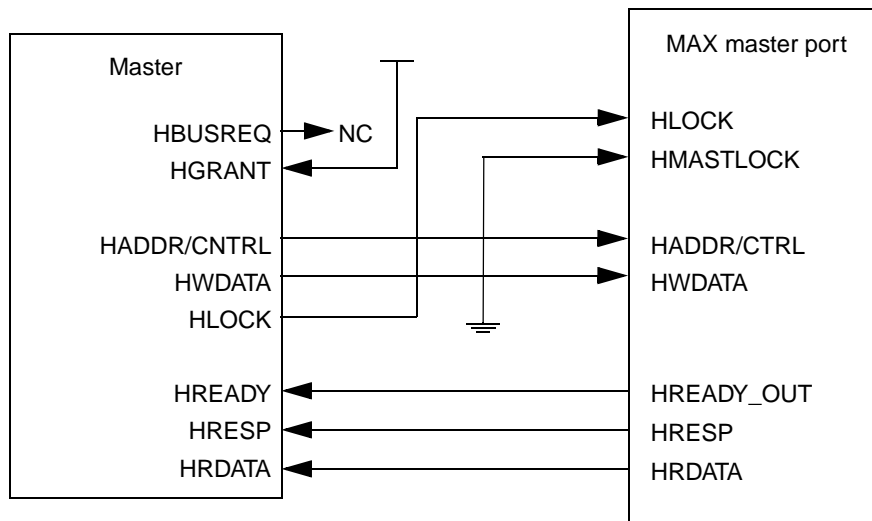 Master
HBUSREQ
NC
HGRANT
HADDR/CNTRL
HWDATA
HLOCK
HREADY
HRESP
HRDATA
MAX master port
HLOCK
HMASTLOCK
HADDR/CTRL
HWDATA
HREADY_OUT
HRESP
HRDATA